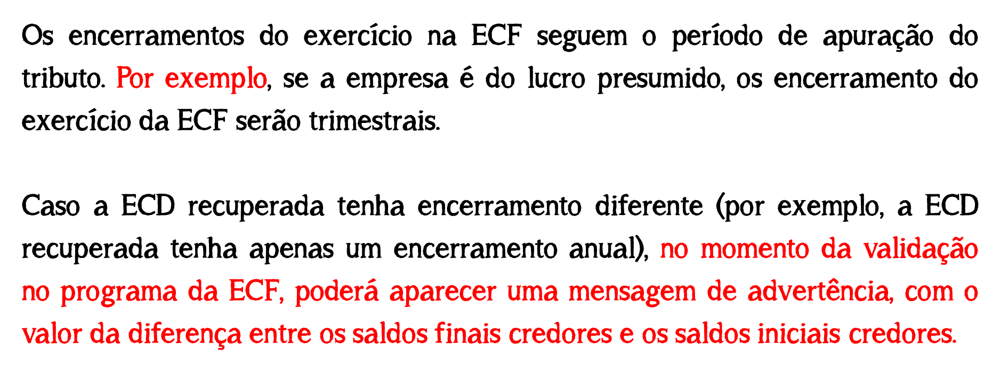 Os encerramentos do exercício na ECF seguem o período de apuração do
tributo. Por exemplo, se a empresa é do lucro presumido, os encerramento do
exercício da ECF serão trimestrais.
Caso a ECD recuperada tenha encerramento diferente (por exemplo, a ECD
recuperada tenha apenas um encerramento anual), no momento da validação
no programa da ECF, poderá aparecer uma mensagem de advertência, com o
valor da diferença entre os saldos finais credores e os saldos iniciais credores.